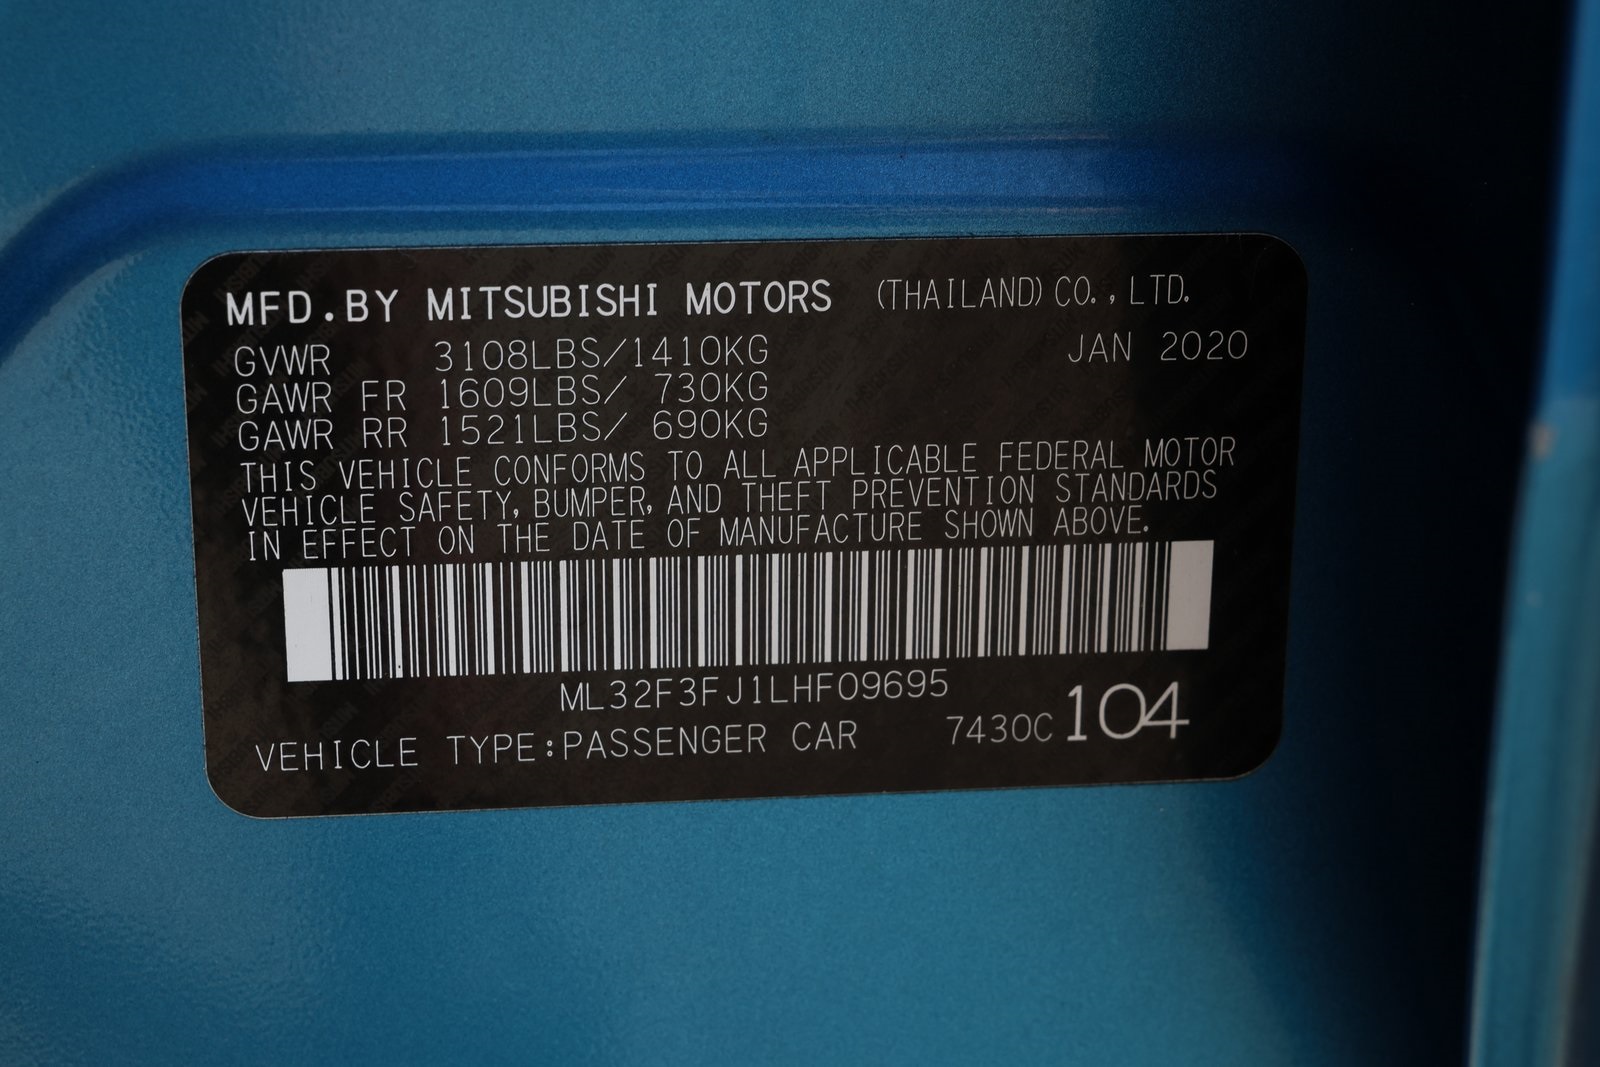 MFD.BY MITSUBISHI MOTORS (THAILAND) CO.,LTD.
GVWR 3108LBS/1410KG JAN 2020
GAWR FR 1609LBS/ 730KG
GAWR RR 1521LBS/ 690KG
THIS VEHICLE CONFORMS TO ALL APPLICABLE FEDERAL MOTOR
VEHICLE SAFETY, BUMPER, AND THEFT PREVENTION STANDARDS
IN EFFECT ON THE DATE OF MANUFACTURE SHOWN ABOVE.
ML32F3FJ1LHF09695
VEHICLE TYPE:PASSENGER CAR 7430C 104